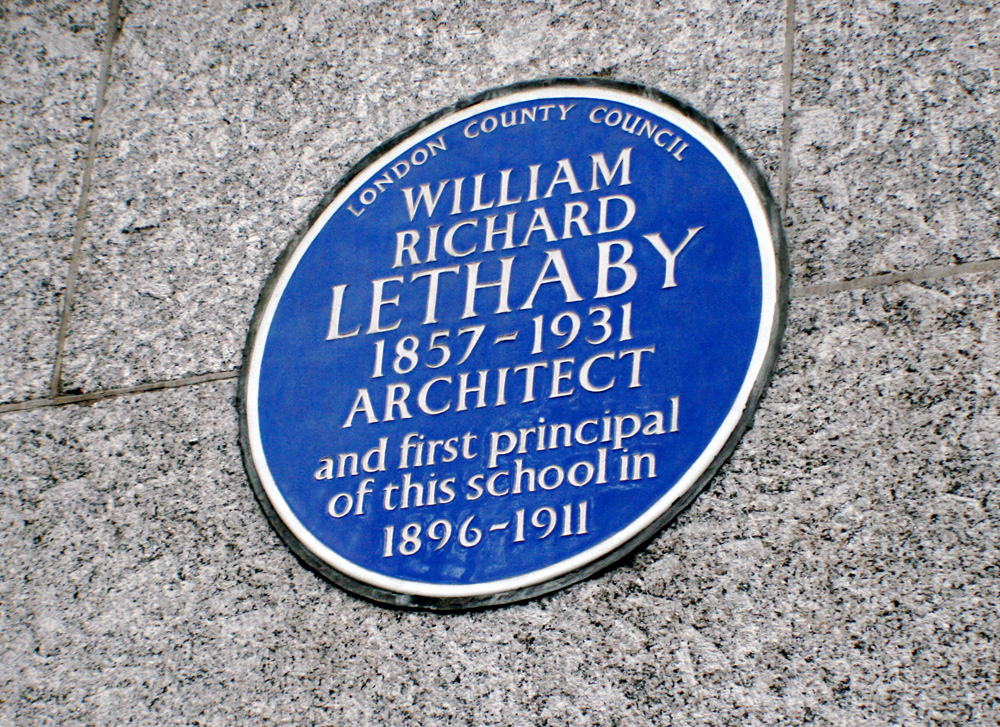 LONDON COUNTY COUNCIL
WILLIAM
RICHARD
LETHABY
1857-1931
ARCHITECT
and first principal
of this school in
1896-1911